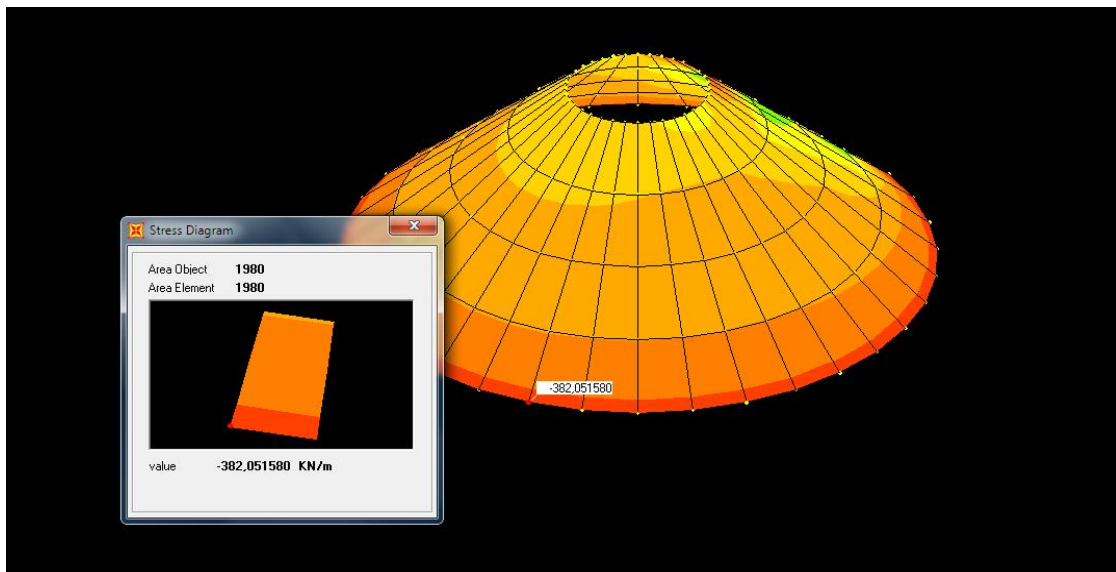 Stress Diagram
Area Object 1980
Area Element 1980
value -382,051580 KN/m
-382,051580